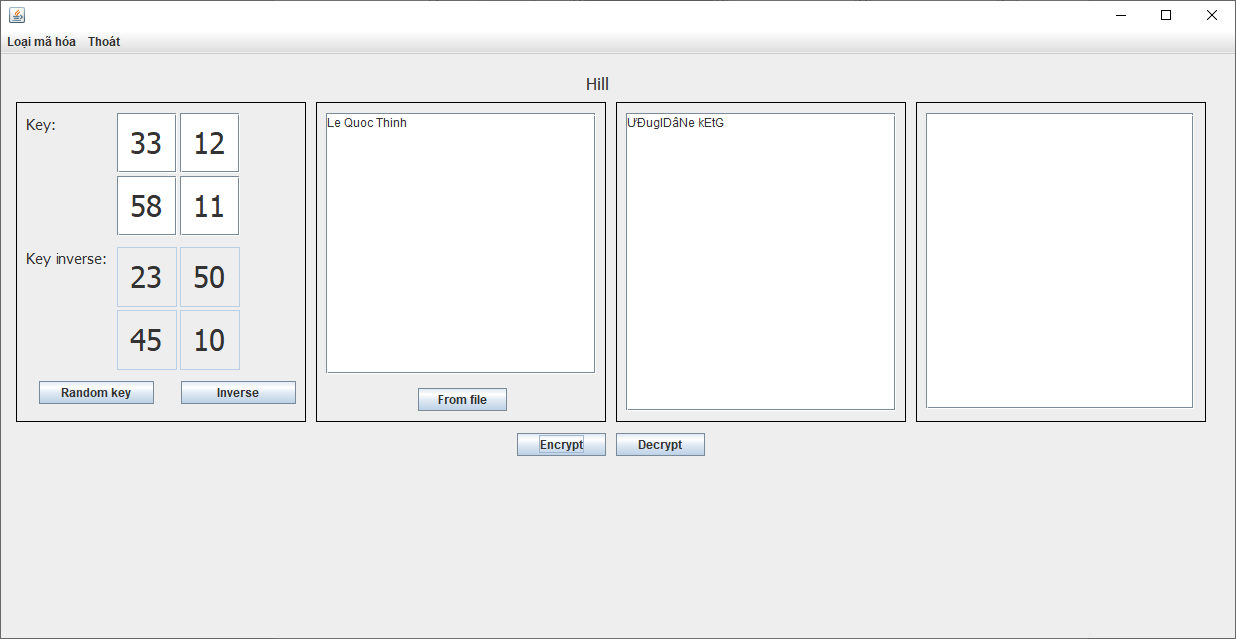 Loại mã hóa Thoát
Hill
Key:
33 12
58 11
Key inverse:
23 50
45 10
Random key Inverse
Le Quoc Thinh
From file
ƯĐuglDâNe kEtG
Encrypt Decrypt